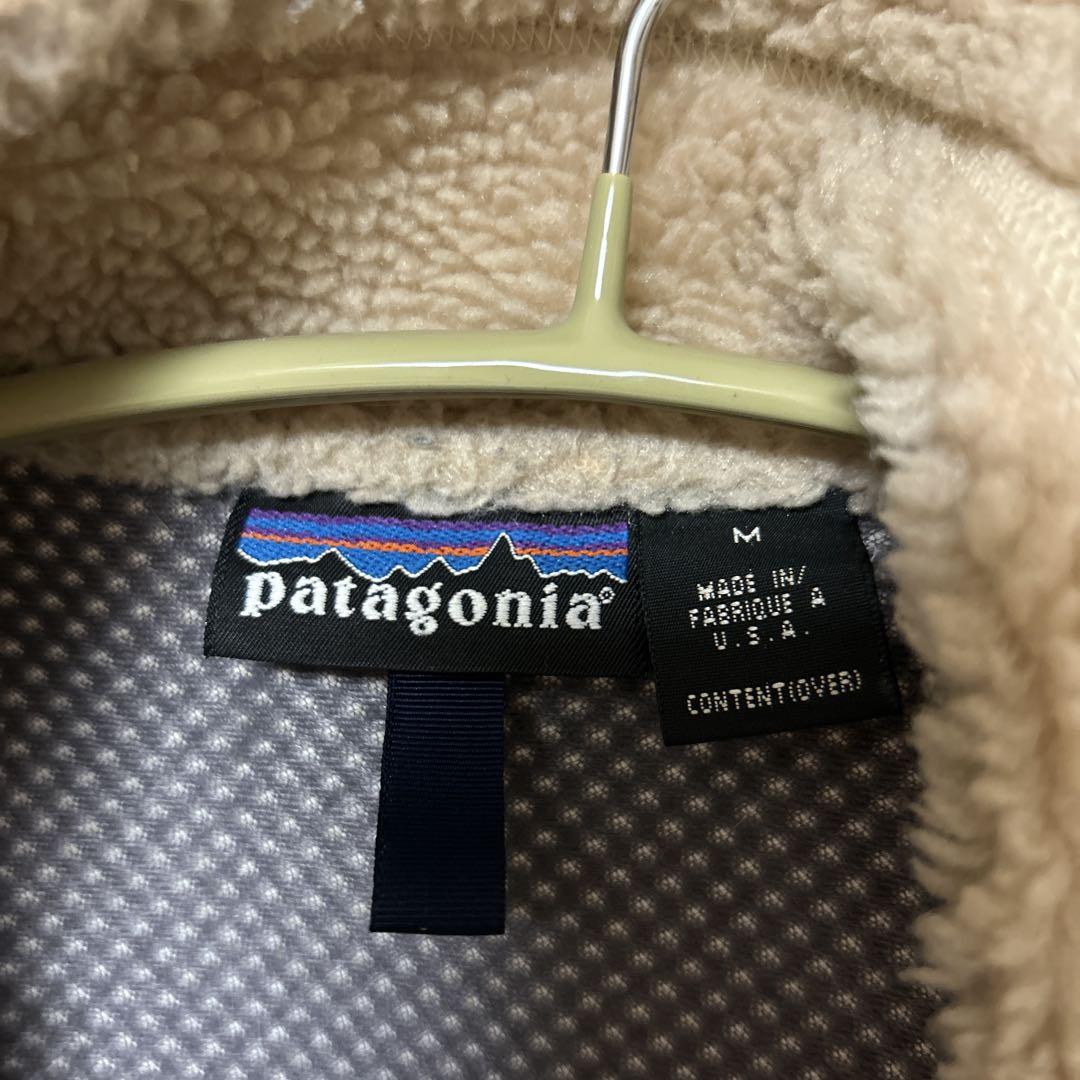 patagonia®
M
MADE IN/
FABRIQUE A
U.S.A.
CONTENT(OVER)